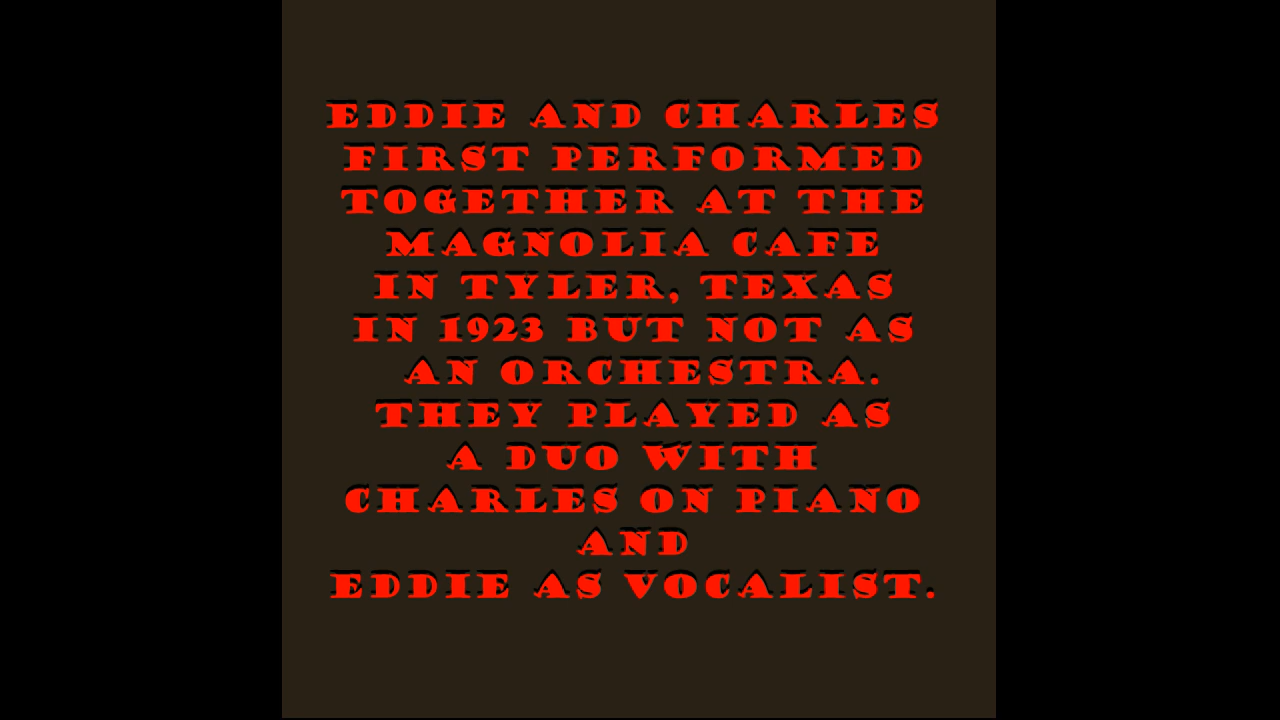 EDDIE AND CHARLES
FIRST PERFORMED
TOGETHER AT THE
MAGNOLIA CAFE
IN TYLER, TEXAS
IN 1923 BUT NOT AS
AN ORCHESTRA.
THEY PLAYED AS
A DUO WITH
CHARLES ON PIANO
AND
EDDIE AS VOCALIST.